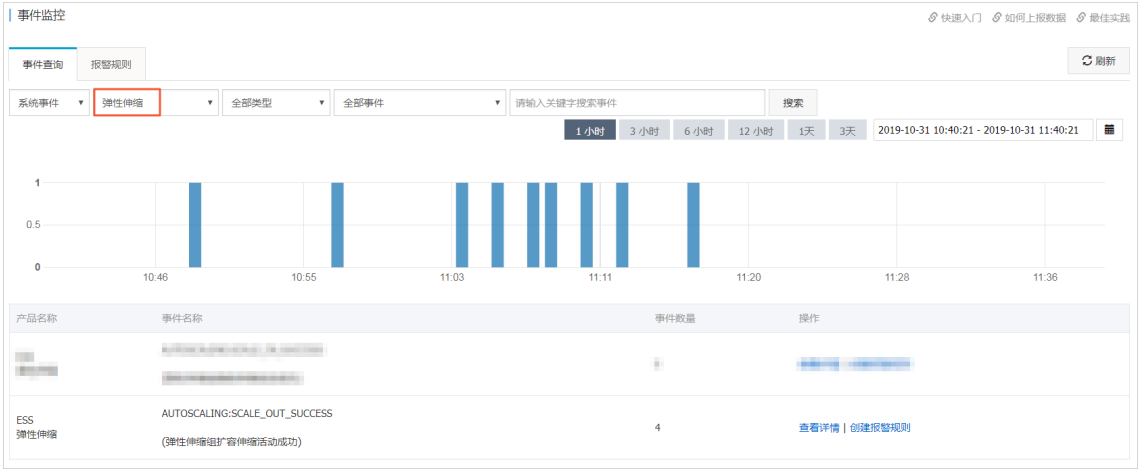 事件监控
快速入门 如何上报数据 最佳实践
事件查询 报警规则 刷新
系统事件 弹性伸缩 全部类型 全部事件 请输入关键字搜索事件 搜索
1 小时 3 小时 6 小时 12 小时 1天 3天 2019-10-31 10:40:21 - 2019-10-31 11:40:21
1
0.5
0
10:46 10:55 11:03 11:11 11:20 11:28 11:36
产品名称 事件名称 事件数量 操作
ESS
弹性伸缩
AUTOSCALING:SCALE_OUT_SUCCESS
(弹性伸缩组扩容伸缩活动成功)
4
查看详情 | 创建报警规则